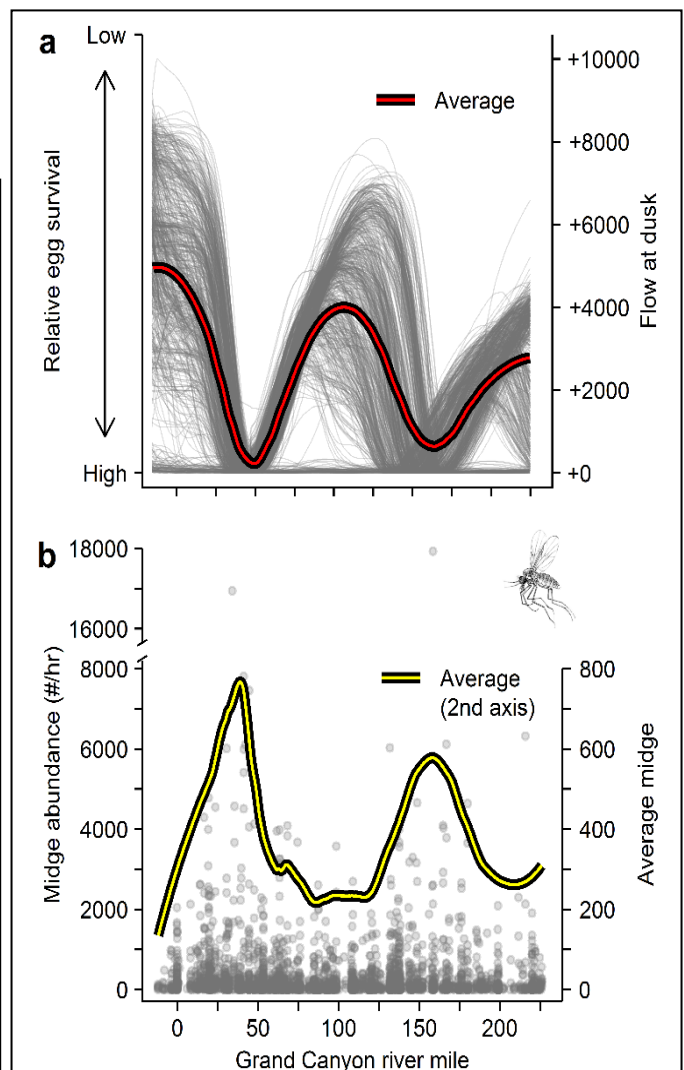 a
Low
High
Relative egg survival
Average
+10000
+8000
+6000
+4000
+2000
+0
Flow at dusk
b
18000
16000
8000
6000
4000
2000
0
Midge abundance (#/hr)
Average
(2nd axis)
800
600
400
200
0
Average midge
0 50 100 150 200
Grand Canyon river mile